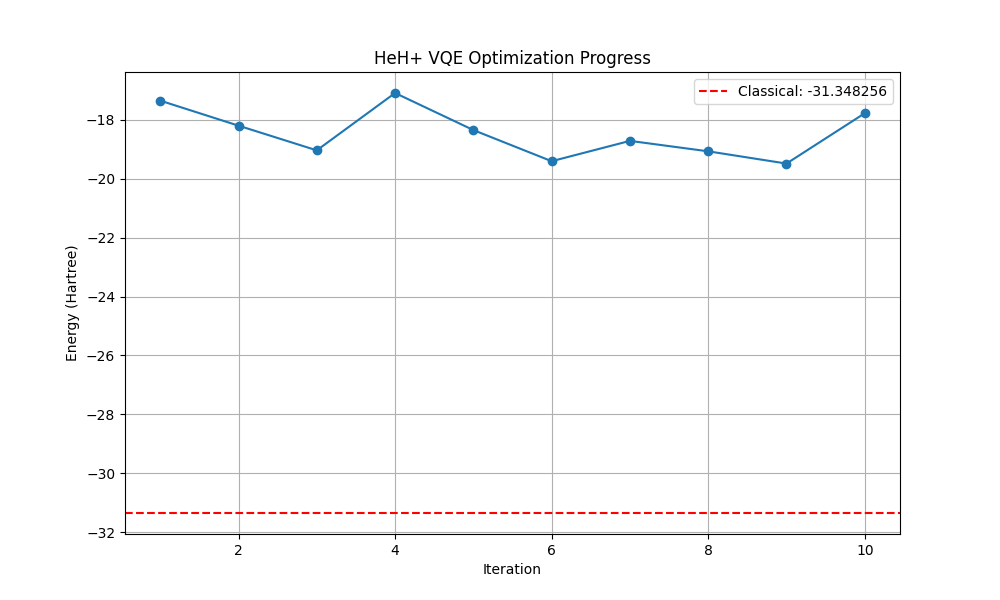 HeH+ VQE Optimization Progress
Classical: -31.348256
Energy (Hartree)
−18
−20
−22
−24
−26
−28
−30
−32
2 4 6 8 10
Iteration